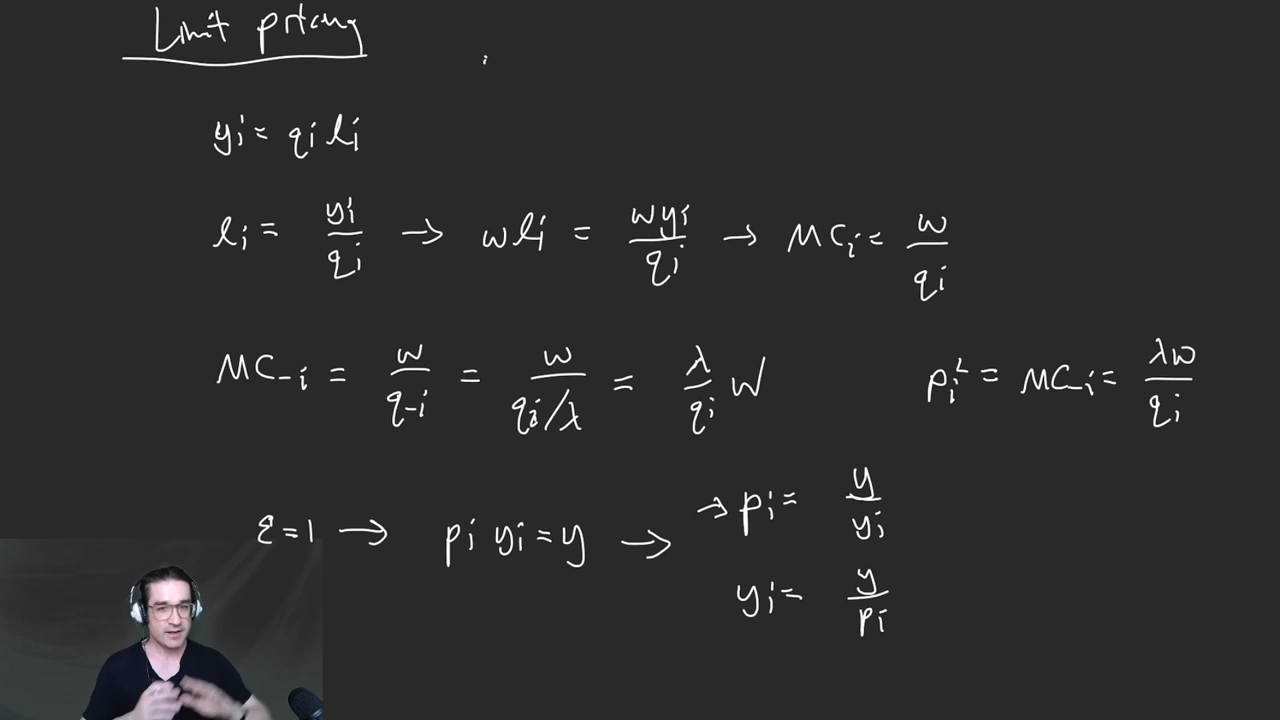 Limit pricing
yi = qi li
li = yi/qi → w li = wyi/qi → MCi = w/qi
MC-i = w/q-i = w/(qi/λ) = λ/qi w
pi^L = MC-i = λw/qi
ε=1 → pi yi = y → → pi = y/yi
yi = y/pi